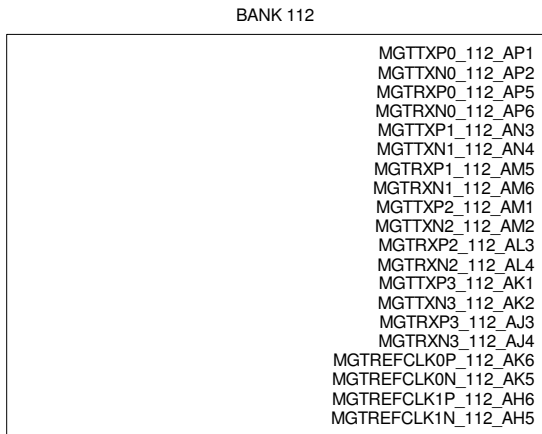 BANK 112
MGTTXP0_112_AP1
MGTTXN0_112_AP2
MGTRXP0_112_AP5
MGTRXN0_112_AP6
MGTTXP1_112_AN3
MGTTXN1_112_AN4
MGTRXP1_112_AM5
MGTRXN1_112_AM6
MGTTXP2_112_AM1
MGTTXN2_112_AM2
MGTRXP2_112_AL3
MGTRXN2_112_AL4
MGTTXP3_112_AK1
MGTTXN3_112_AK2
MGTRXP3_112_AJ3
MGTRXN3_112_AJ4
MGTREFCLK0P_112_AK6
MGTREFCLK0N_112_AK5
MGTREFCLK1P_112_AH6
MGTREFCLK1N_112_AH5